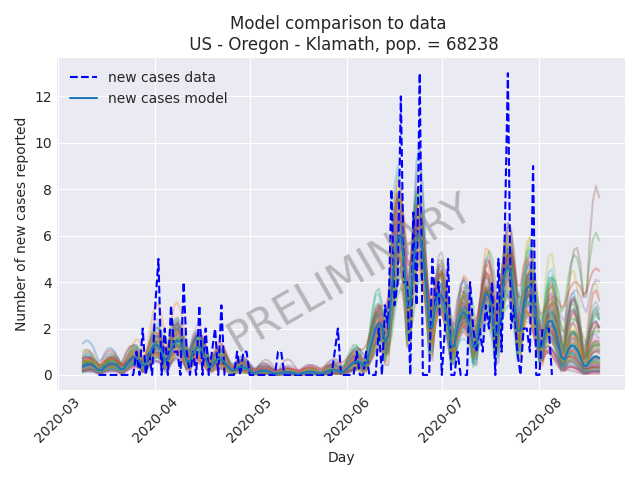 Model comparison to data
US - Oregon - Klamath, pop. = 68238
new cases data
new cases model
PRELIMINARY
Number of new cases reported
12
10
8
6
4
2
0
2020-03
2020-04
2020-05
2020-06
2020-07
2020-08
Day